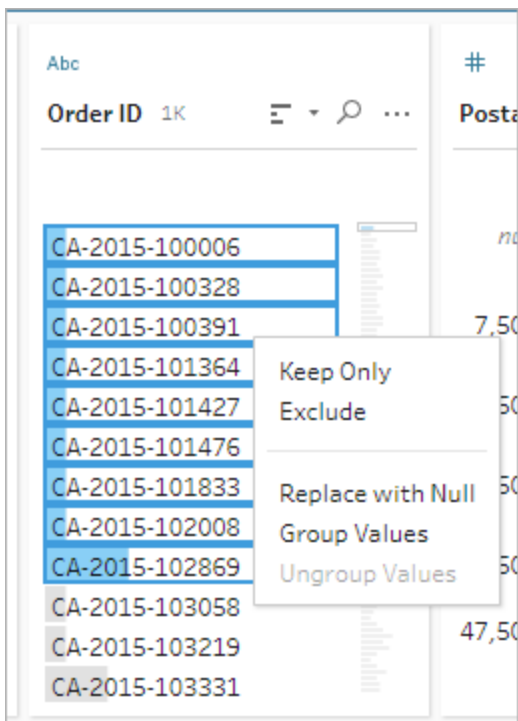 Abc
#
Order ID 1K
CA-2015-100006
CA-2015-100328
CA-2015-100391
7,50
CA-2015-101364
CA-2015-101427
CA-2015-101476
CA-2015-101833
CA-2015-102008
CA-2015-102869
CA-2015-103058
CA-2015-103219
CA-2015-103331
Keep Only
Exclude
Replace with Null
Group Values
Ungroup Values
47,50